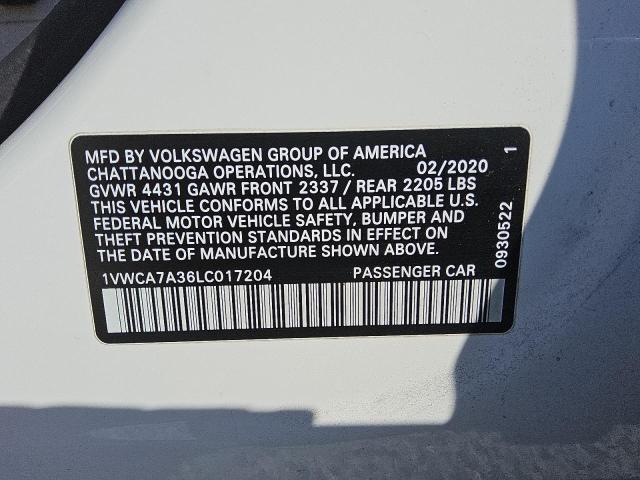 MFD BY VOLKSWAGEN GROUP OF AMERICA
CHATTANOOGA OPERATIONS, LLC. 02/2020
GVWR 4431 GAWR FRONT 2337 / REAR 2205 LBS
THIS VEHICLE CONFORMS TO ALL APPLICABLE U.S.
FEDERAL MOTOR VEHICLE SAFETY, BUMPER AND
THEFT PREVENTION STANDARDS IN EFFECT ON
THE DATE OF MANUFACTURE SHOWN ABOVE.
1VWCA7A36LC017204 PASSENGER CAR
0930522 1